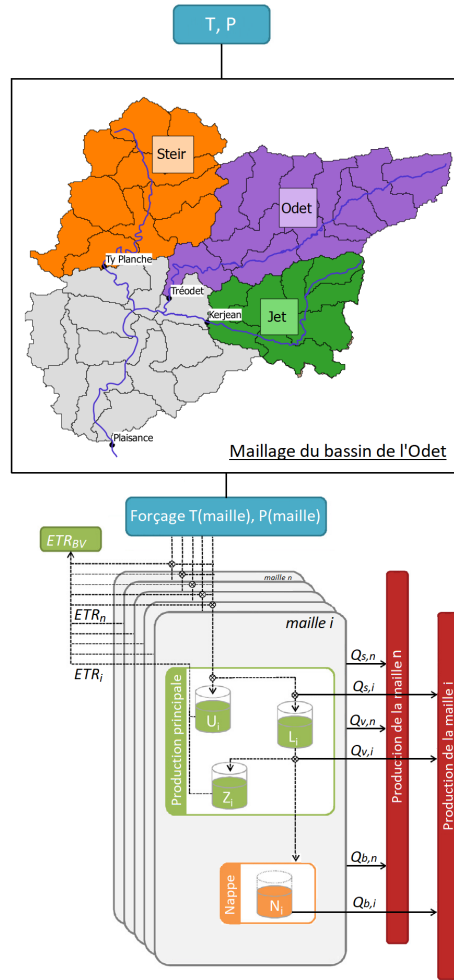 T, P
Steir
Odet
Ty Planche
Tréodet
Kerjean
Jet
Plaisance
Maillage du bassin de l'Odet
Forçage T(maille), P(maille)
ETR_BV
maille n
ETR_n
maille i
ETR_i
Production principale
U_i
L_i
Z_i
Nappe
N_i
Q_s,n
Q_s,i
Q_v,n
Q_v,i
Q_b,n
Q_b,i
Production de la maille n
Production de la maille i